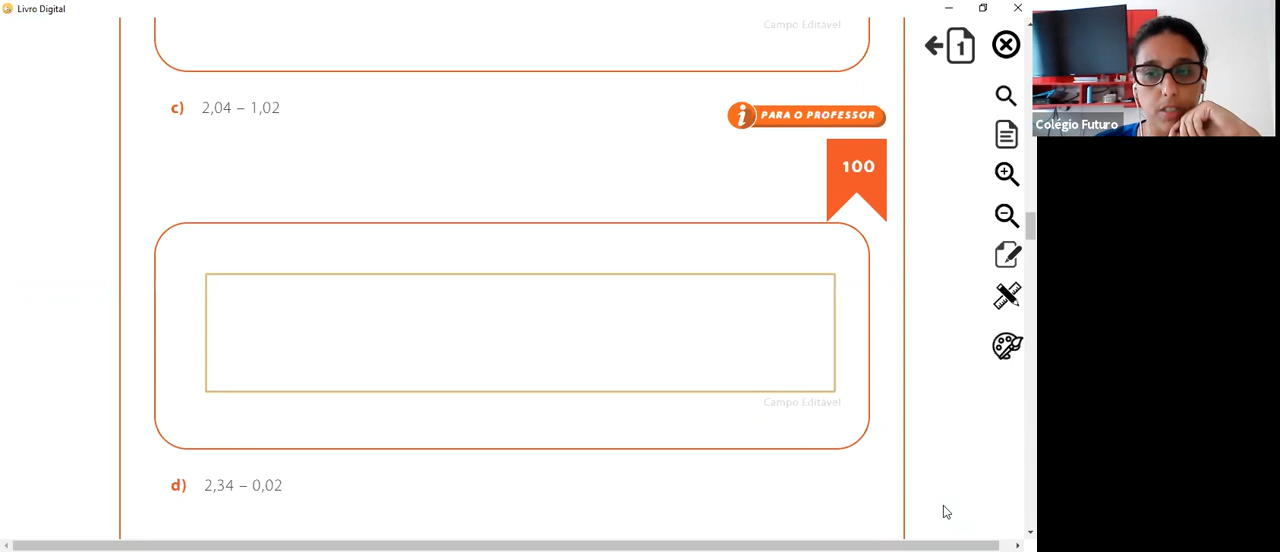 Livro Digital
Campo Editável
c) 2,04 – 1,02
i PARA O PROFESSOR
100
1
Colégio Futuro
Campo Editável
d) 2,34 – 0,02